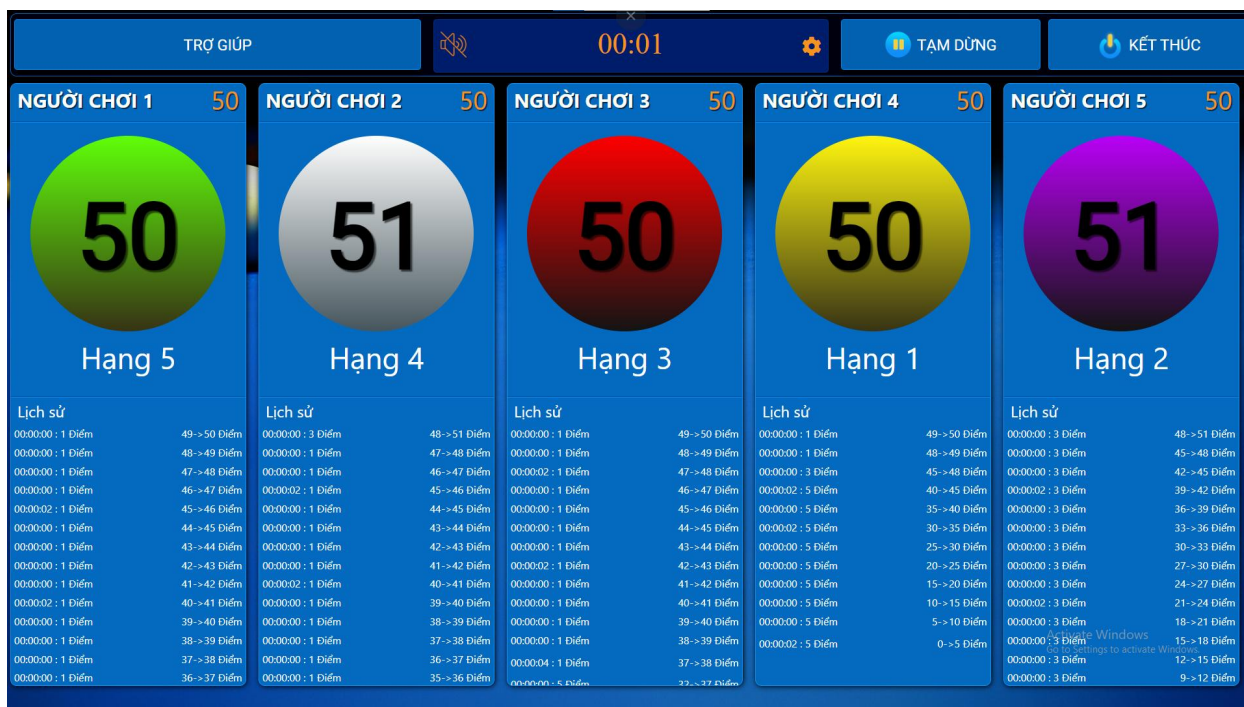 TRỢ GIÚP
00:01
TẠM DỪNG
KẾT THÚC
NGƯỜI CHƠI 1 50
50
Hạng 5
Lịch sử
00:00:00 : 1 Điểm 49->50 Điểm
00:00:00 : 1 Điểm 48->49 Điểm
00:00:00 : 1 Điểm 47->48 Điểm
00:00:00 : 1 Điểm 46->47 Điểm
00:00:02 : 1 Điểm 45->46 Điểm
00:00:00 : 1 Điểm 44->45 Điểm
00:00:00 : 1 Điểm 43->44 Điểm
00:00:00 : 1 Điểm 42->43 Điểm
00:00:00 : 1 Điểm 41->42 Điểm
00:00:02 : 1 Điểm 40->41 Điểm
00:00:00 : 1 Điểm 39->40 Điểm
00:00:00 : 1 Điểm 38->39 Điểm
00:00:00 : 1 Điểm 37->38 Điểm
00:00:00 : 1 Điểm 36->37 Điểm
NGƯỜI CHƠI 2 50
51
Hạng 4
Lịch sử
00:00:00 : 3 Điểm 48->51 Điểm
00:00:00 : 1 Điểm 47->48 Điểm
00:00:00 : 1 Điểm 46->47 Điểm
00:00:02 : 1 Điểm 45->46 Điểm
00:00:00 : 1 Điểm 44->45 Điểm
00:00:00 : 1 Điểm 43->44 Điểm
00:00:00 : 1 Điểm 42->43 Điểm
00:00:00 : 1 Điểm 41->42 Điểm
00:00:02 : 1 Điểm 40->41 Điểm
00:00:00 : 1 Điểm 39->40 Điểm
00:00:00 : 1 Điểm 38->39 Điểm
00:00:00 : 1 Điểm 37->38 Điểm
00:00:00 : 1 Điểm 36->37 Điểm
00:00:00 : 1 Điểm 35->36 Điểm
NGƯỜI CHƠI 3 50
50
Hạng 3
Lịch sử
00:00:00 : 1 Điểm 49->50 Điểm
00:00:00 : 1 Điểm 48->49 Điểm
00:00:02 : 1 Điểm 47->48 Điểm
00:00:00 : 1 Điểm 46->47 Điểm
00:00:00 : 1 Điểm 45->46 Điểm
00:00:00 : 1 Điểm 44->45 Điểm
00:00:00 : 1 Điểm 43->44 Điểm
00:00:02 : 1 Điểm 42->43 Điểm
00:00:00 : 1 Điểm 41->42 Điểm
00:00:00 : 1 Điểm 40->41 Điểm
00:00:00 : 1 Điểm 39->40 Điểm
00:00:00 : 1 Điểm 38->39 Điểm
00:00:04 : 1 Điểm 37->38 Điểm
00:00:00 : 5 Điểm 32->37 Điểm
NGƯỜI CHƠI 4 50
50
Hạng 1
Lịch sử
00:00:00 : 1 Điểm 49->50 Điểm
00:00:00 : 1 Điểm 48->49 Điểm
00:00:00 : 3 Điểm 45->48 Điểm
00:00:02 : 5 Điểm 40->45 Điểm
00:00:00 : 5 Điểm 35->40 Điểm
00:00:02 : 5 Điểm 30->35 Điểm
00:00:00 : 5 Điểm 25->30 Điểm
00:00:00 : 5 Điểm 20->25 Điểm
00:00:00 : 5 Điểm 15->20 Điểm
00:00:00 : 5 Điểm 10->15 Điểm
00:00:00 : 5 Điểm 5->10 Điểm
00:00:02 : 5 Điểm 0->5 Điểm
NGƯỜI CHƠI 5 50
51
Hạng 2
Lịch sử
00:00:00 : 3 Điểm 48->51 Điểm
00:00:00 : 3 Điểm 45->48 Điểm
00:00:00 : 3 Điểm 42->45 Điểm
00:00:02 : 3 Điểm 39->42 Điểm
00:00:00 : 3 Điểm 36->39 Điểm
00:00:00 : 3 Điểm 33->36 Điểm
00:00:00 : 3 Điểm 30->33 Điểm
00:00:00 : 3 Điểm 27->30 Điểm
00:00:00 : 3 Điểm 24->27 Điểm
00:00:02 : 3 Điểm 21->24 Điểm
00:00:00 : 3 Điểm 18->21 Điểm
00:00:00 : 3 Điểm 15->18 Điểm
00:00:00 : 3 Điểm 12->15 Điểm
00:00:00 : 3 Điểm 9->12 Điểm
Activate Windows
Go to Settings to activate Windows.